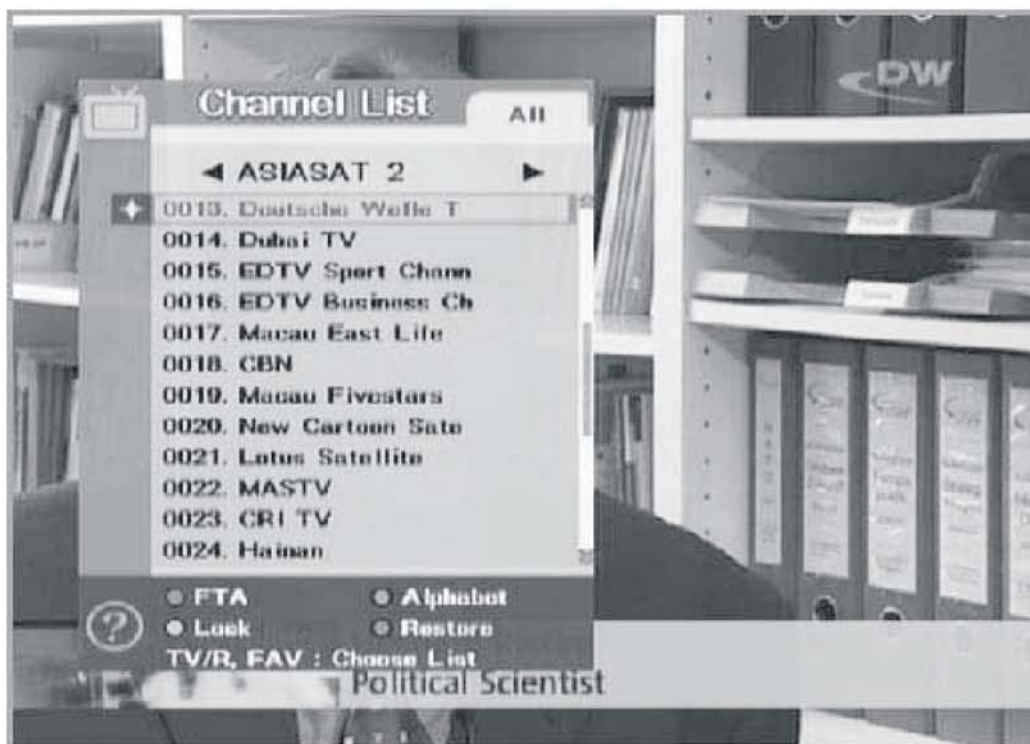 DW
Channel List
All
ASIASAT 2
0013. Deutsche Welle T
0014. Dubai TV
0015. EDTV Sport Chann
0016. EDTV Business Ch
0017. Macau East Life
0018. CBN
0019. Macau Fivestars
0020. New Cartoon Sate
0021. Lotus Satellite
0022. MASTV
0023. CRI TV
0024. Hainan
FTA
Alphabet
Lock
Restore
?
TV/R, FAV : Choose List
Political Scientist